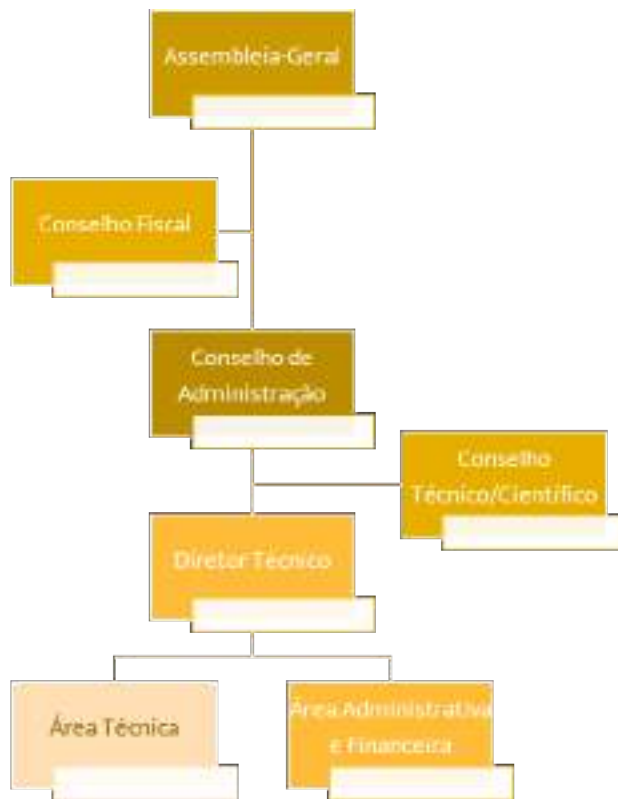 Assembleia-Geral
Conselho Fiscal
Conselho de
Administração
Conselho
Técnico/Científico
Diretor Técnico
Área Técnica
Área Administrativa
e Financeira